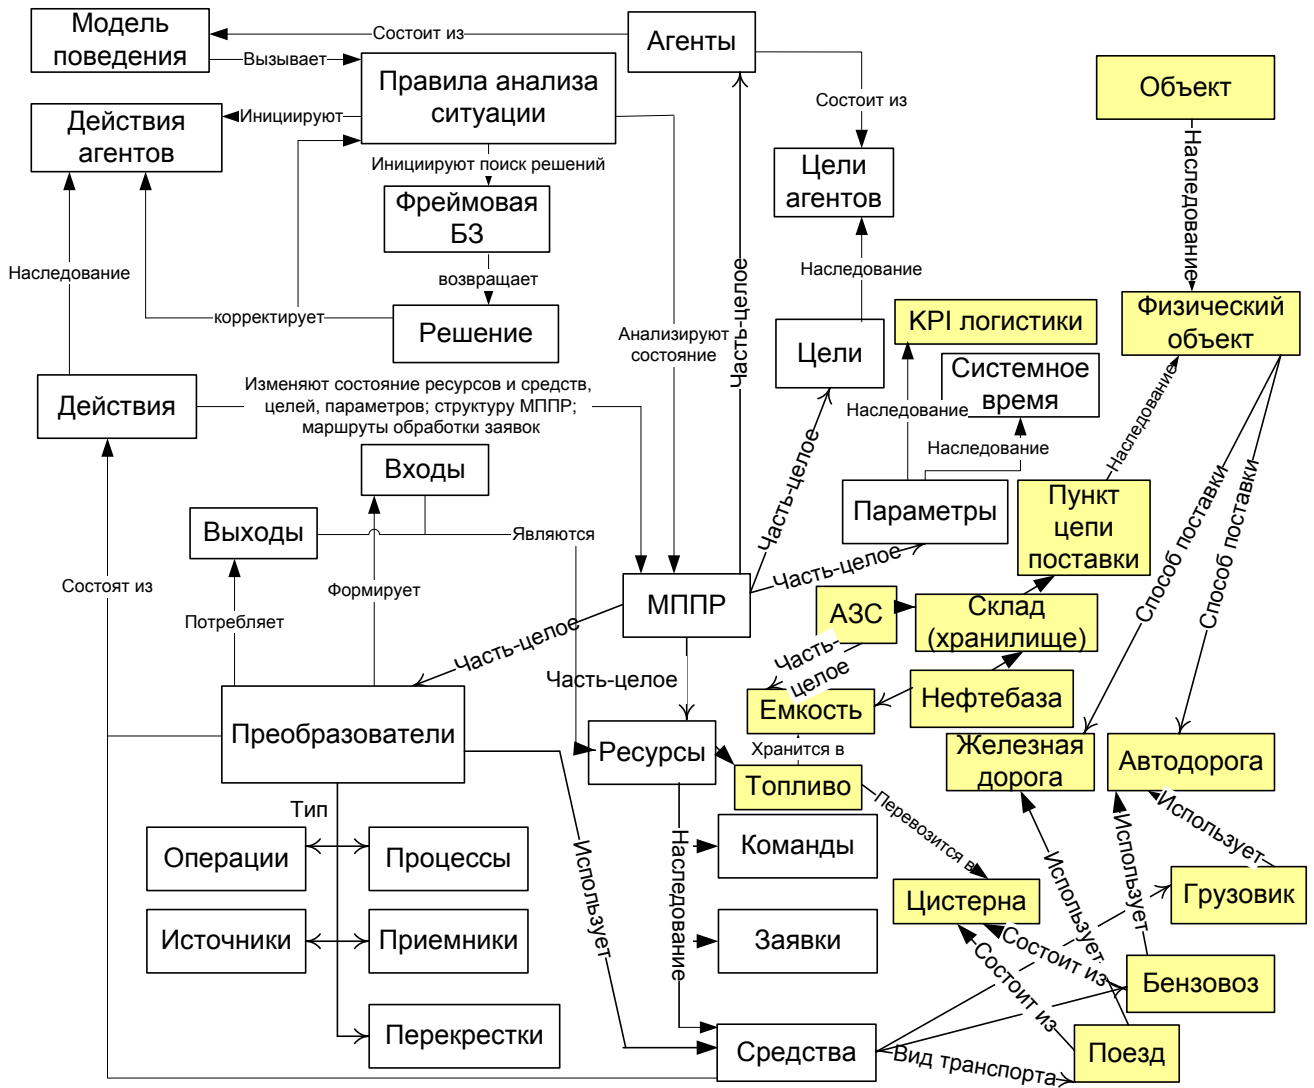 Модель
поведения
Состоит из
Агенты
Вызывает
Правила анализа
ситуации
Объект
Состоит из
Действия
агентов
Инициируют
Инициируют поиск решений
Цели
агентов
Наследование
Фреймовая
БЗ
Наследование
возвращает
Наследование
Часть-целое
корректирует
Решение
Анализируют
состояние
KPI логистики
Физический
объект
Цели
Системное
время
Действия
Изменяют состояние ресурсов и средств,
целей, параметров; структуру МППР;
маршруты обработки заявок
Наследование
Наследование
Наследование
Входы
Часть-целое
Параметры
Пункт
цепи
поставки
Способ поставки
Способ поставки
Выходы
Являются
Состоят из
Формирует
Потребляет
МППР
Часть-целое
АЗС
Склад
(хранилище)
Часть-целое
Часть-
целое
Часть-целое
Емкость
Нефтебаза
Преобразователи
Ресурсы
Хранится в
Топливо
Железная
дорога
Автодорога
Тип
Перевозится в
Использует
Операции
Процессы
Использует
Наследование
Команды
Использует
Использует
Цистерна
Грузовик
Источники
Приемники
Заявки
Состоит из
Состоит из
Бензовоз
Перекрестки
Средства
Вид транспорта
Поезд